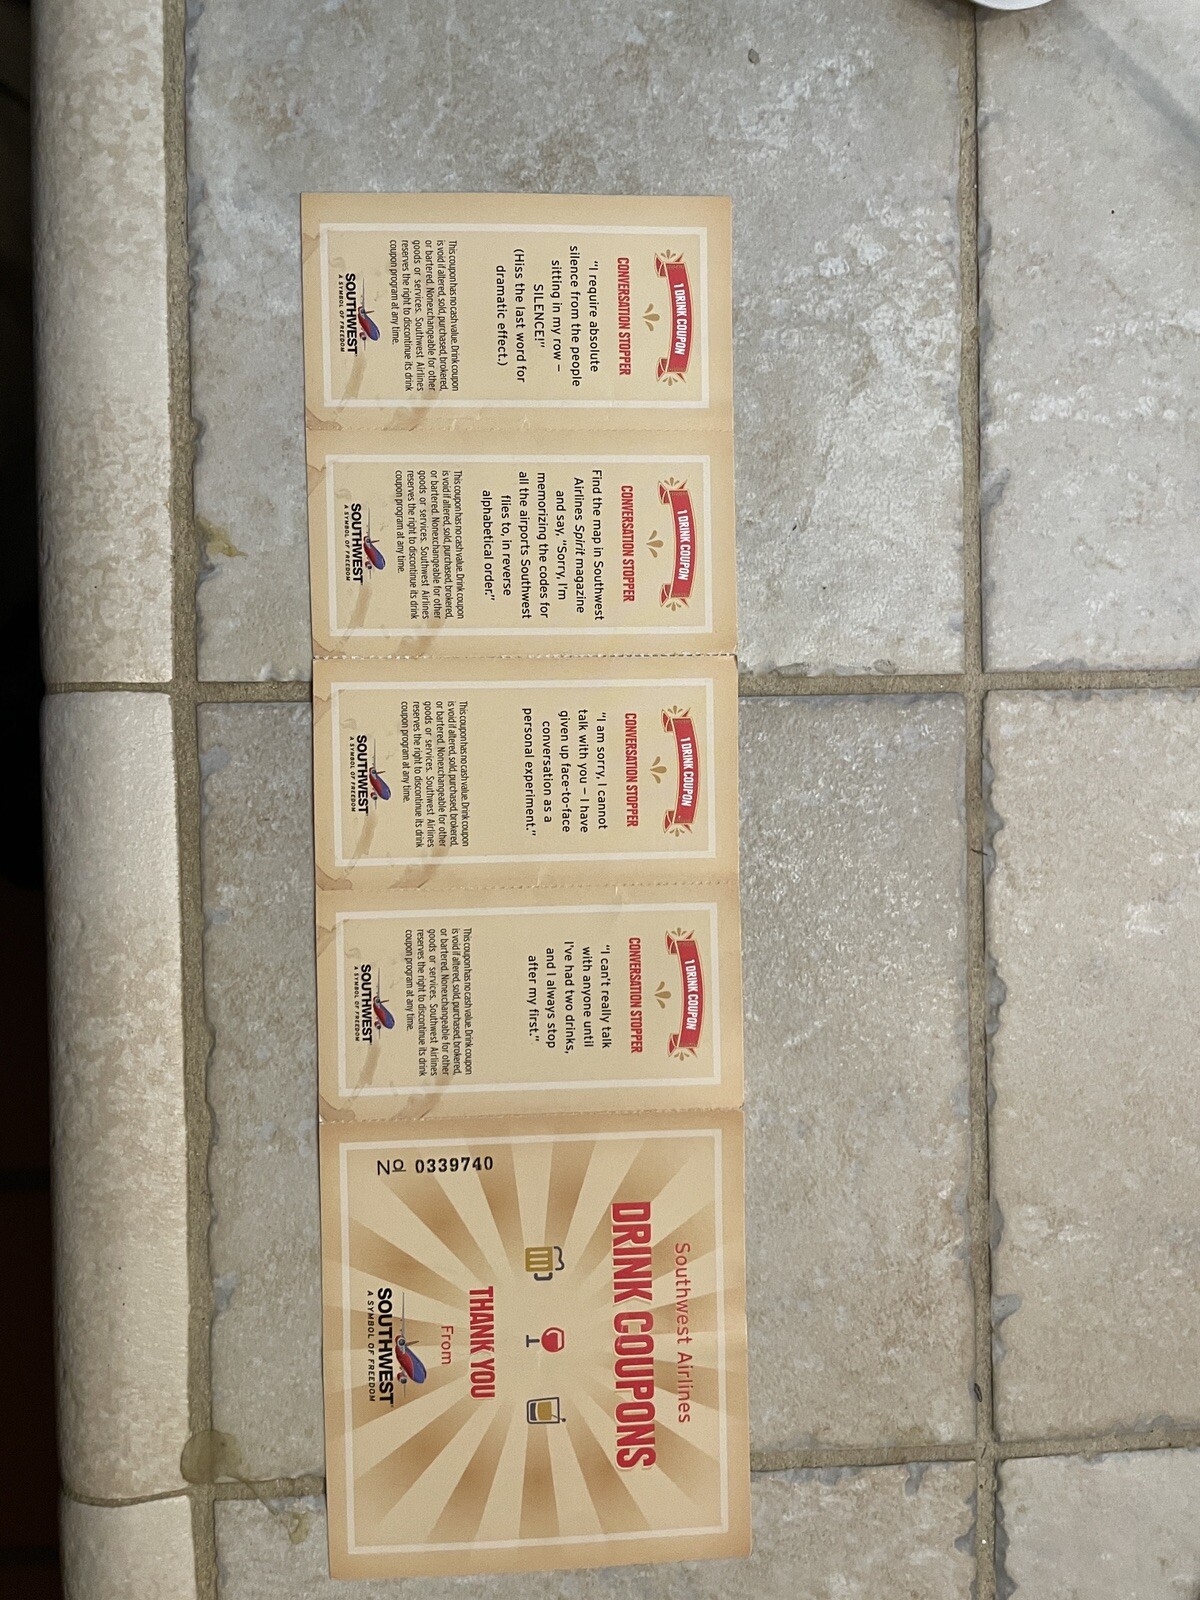 1 DRINK COUPON
CONVERSATION STOPPER
"I require absolute
silence from the people
sitting in my row –
SILENCE!"
(Hiss the last word for
dramatic effect.)
This coupon has no cash value. Drink coupon
is void if altered, sold, purchased, brokered,
or bartered. Nonexchangeable for other
goods or services. Southwest Airlines
reserves the right to discontinue its drink
coupon program at any time.
SOUTHWEST
A SYMBOL OF FREEDOM
1 DRINK COUPON
CONVERSATION STOPPER
Find the map in Southwest
Airlines Spirit magazine
and say, "Sorry, I'm
memorizing the codes for
all the airports Southwest
flies to, in reverse
alphabetical order."
This coupon has no cash value. Drink coupon
is void if altered, sold, purchased, brokered,
or bartered. Nonexchangeable for other
goods or services. Southwest Airlines
reserves the right to discontinue its drink
coupon program at any time.
SOUTHWEST
A SYMBOL OF FREEDOM
1 DRINK COUPON
CONVERSATION STOPPER
"I am sorry, I cannot
talk with you – I have
given up face-to-face
conversation as a
personal experiment."
This coupon has no cash value. Drink coupon
is void if altered, sold, purchased, brokered,
or bartered. Nonexchangeable for other
goods or services. Southwest Airlines
reserves the right to discontinue its drink
coupon program at any time.
SOUTHWEST
A SYMBOL OF FREEDOM
1 DRINK COUPON
CONVERSATION STOPPER
"I can't really talk
with anyone until
I've had two drinks,
and I always stop
after my first."
This coupon has no cash value. Drink coupon
is void if altered, sold, purchased, brokered,
or bartered. Nonexchangeable for other
goods or services. Southwest Airlines
reserves the right to discontinue its drink
coupon program at any time.
SOUTHWEST
A SYMBOL OF FREEDOM
Southwest Airlines
DRINK COUPONS
THANK YOU
From
SOUTHWEST
A SYMBOL OF FREEDOM
No 0339740